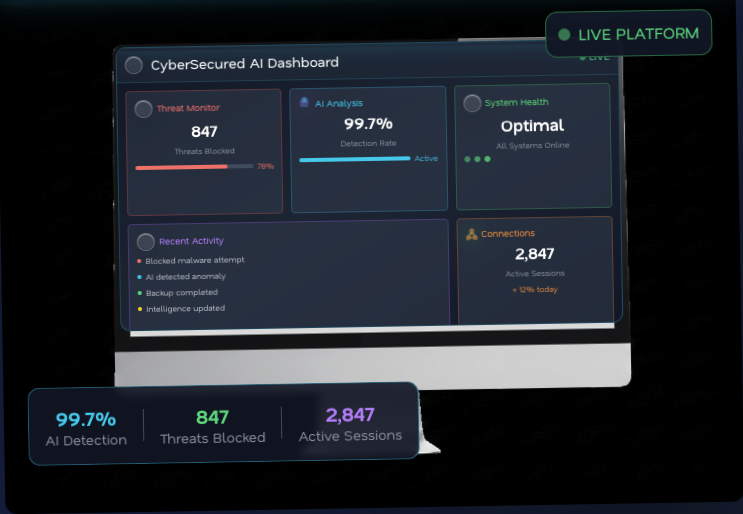 LIVE PLATFORM
CyberSecured AI Dashboard
LIVE
Threat Monitor
847
Threats Blocked
78%
AI Analysis
99.7%
Detection Rate
Active
System Health
Optimal
All Systems Online
Recent Activity
Blocked malware attempt
AI detected anomaly
Backup completed
Intelligence updated
Connections
2,847
Active Sessions
+ 12% today
99.7%
AI Detection
847
Threats Blocked
2,847
Active Sessions